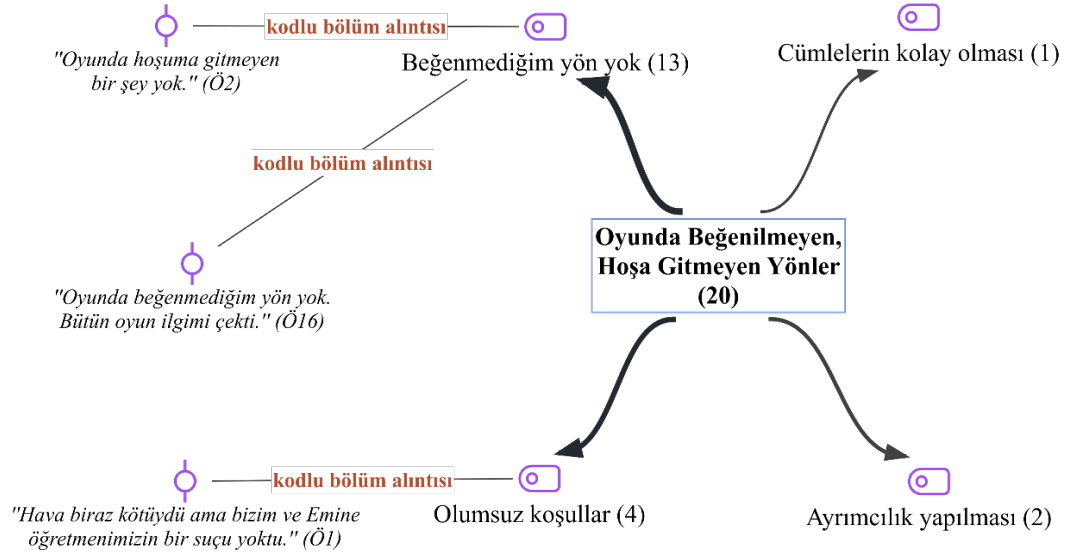 kodlu bölüm alıntısı
"Oyunda hoşuma gitmeyen
bir şey yok." (Ö2)
Beğenmediğim yön yok (13)
Cümlelerin kolay olması (1)
kodlu bölüm alıntısı
Oyunda Beğenilmeyen,
Hoşa Gitmeyen Yönler
(20)
"Oyunda beğenmediğim yön yok.
Bütün oyun ilgimi çekti." (Ö16)
kodlu bölüm alıntısı
"Hava biraz kötüydü ama bizim ve Emine
öğretmenimizin bir suçu yoktu." (Ö1)
Olumsuz koşullar (4)
Ayrımcılık yapılması (2)